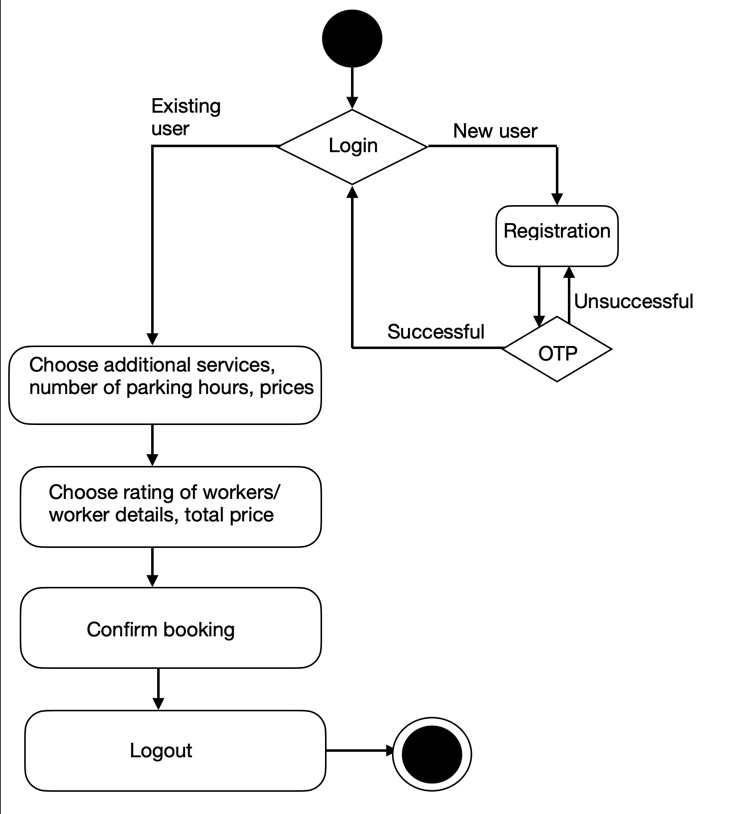 Existing
user
Login
New user
Registration
Unsuccessful
Successful
OTP
Choose additional services,
number of parking hours, prices
Choose rating of workers/
worker details, total price
Confirm booking
Logout